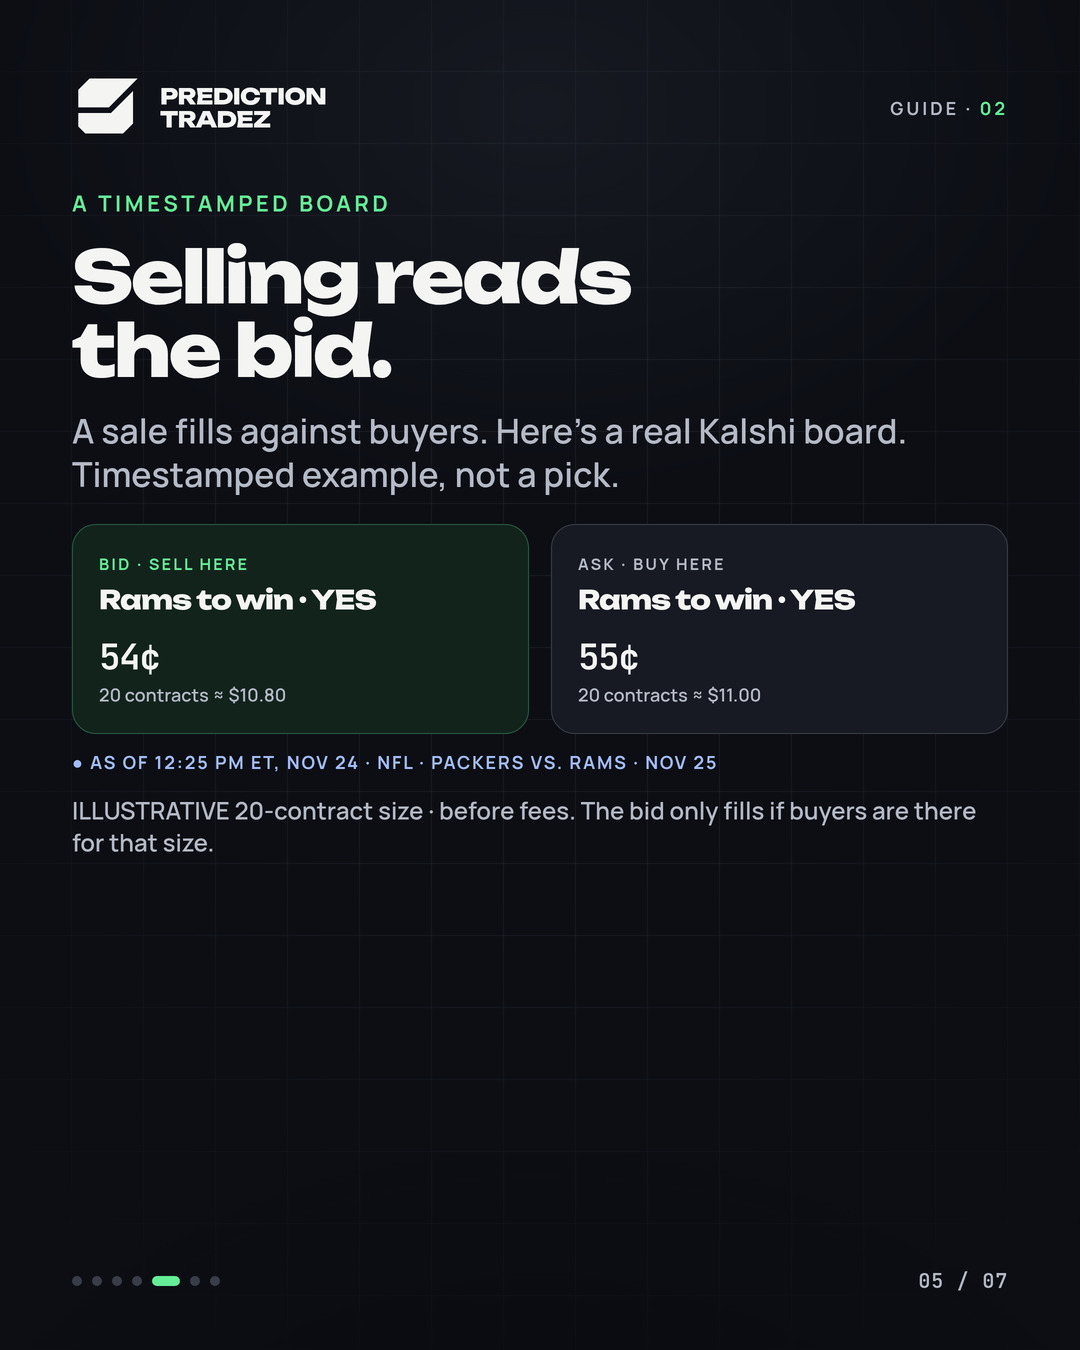 PREDICTION
TRADEZ
GUIDE · 02
A TIMESTAMPED BOARD
Selling reads
the bid.
A sale fills against buyers. Here’s a real Kalshi board.
Timestamped example, not a pick.
BID · SELL HERE
Rams to win · YES
54¢
20 contracts ≈ $10.80
ASK · BUY HERE
Rams to win · YES
55¢
20 contracts ≈ $11.00
● AS OF 12:25 PM ET, NOV 24 · NFL · PACKERS VS. RAMS · NOV 25
ILLUSTRATIVE 20-contract size · before fees. The bid only fills if buyers are there
for that size.
05 / 07